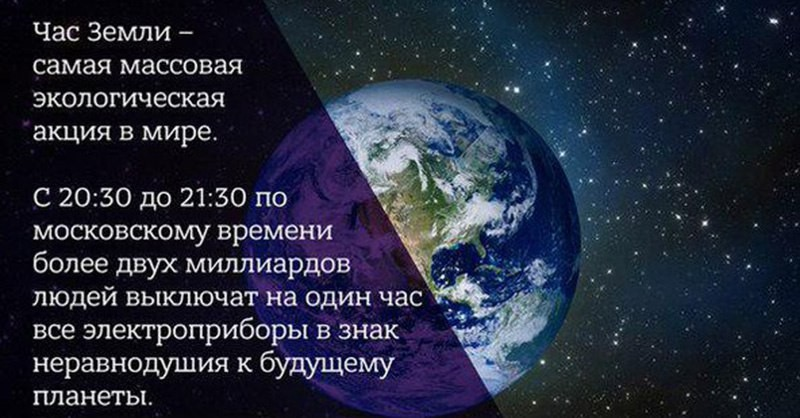 Час Земли –
самая массовая
экологическая
акция в мире.
С 20:30 до 21:30 по
московскому времени
более двух миллиардов
людей выключат на один час
все электроприборы в знак
неравнодушия к будущему
планеты.